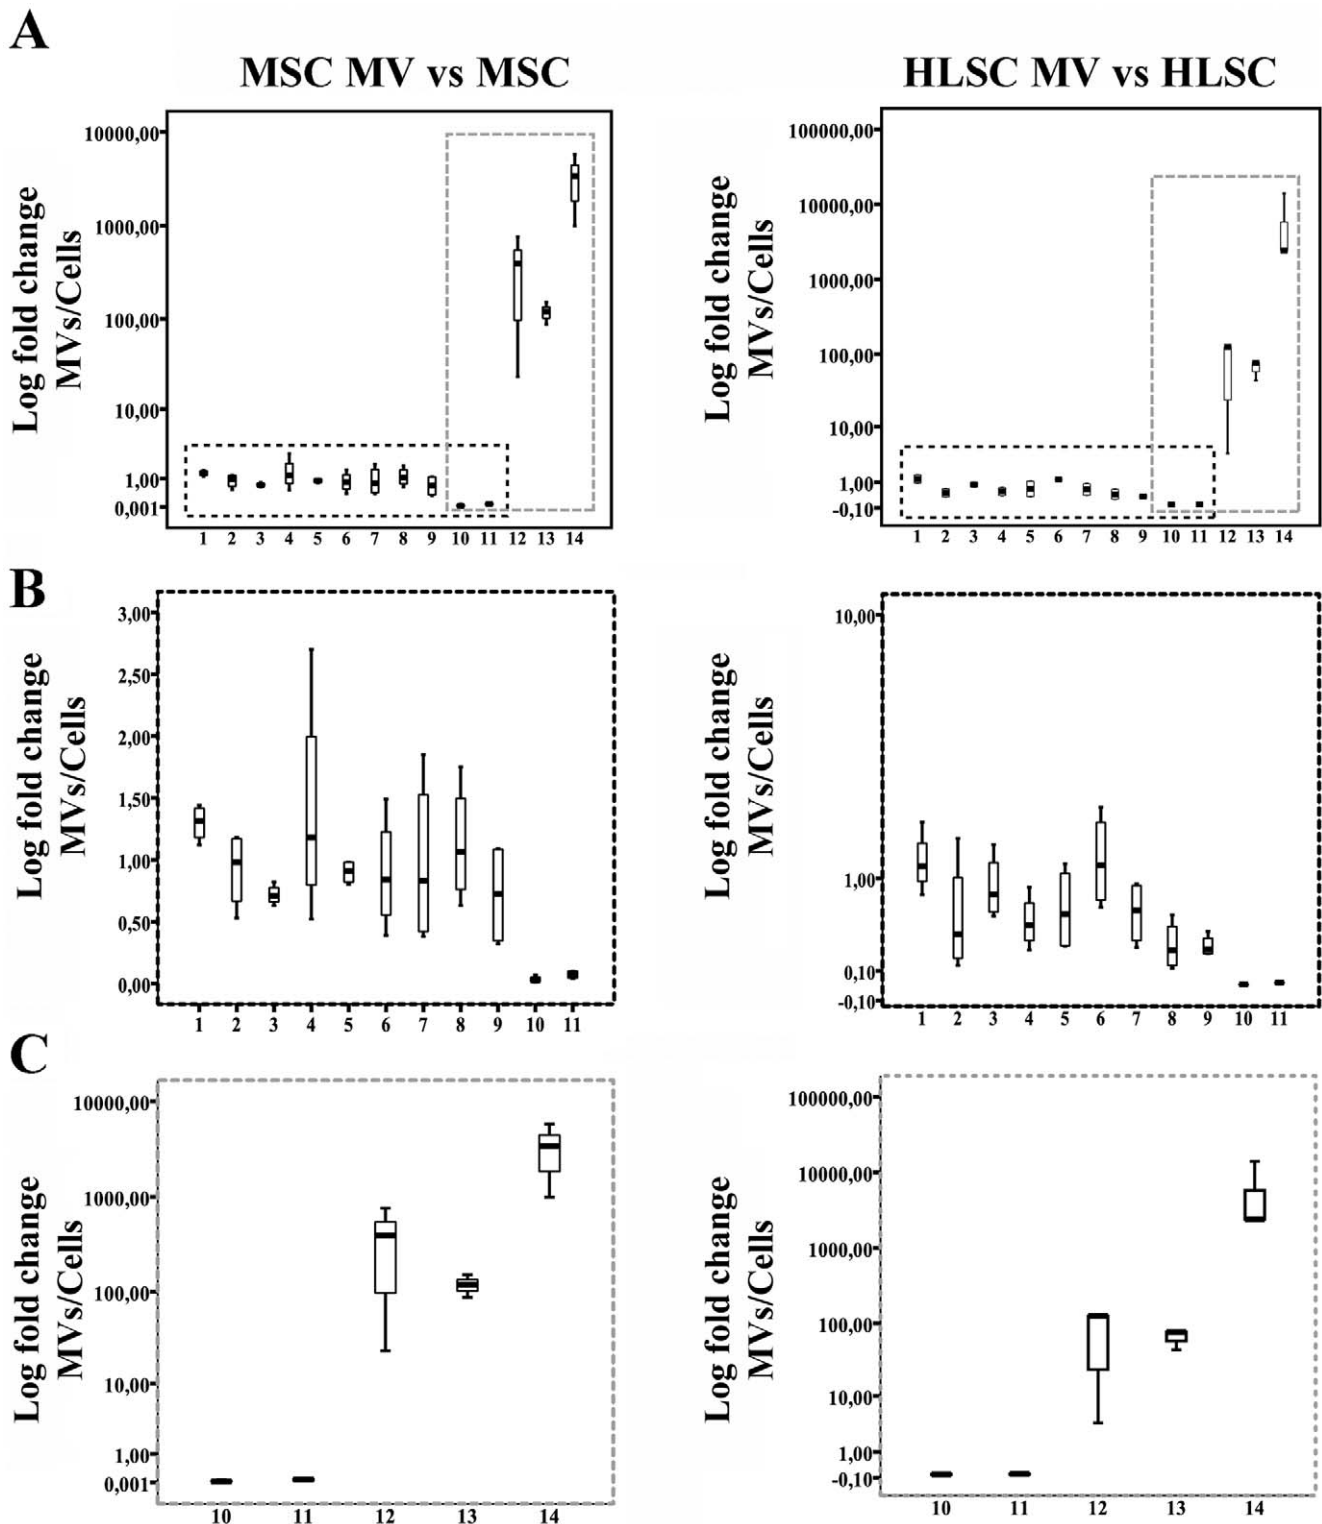 A
MSC MV vs MSC
HLSC MV vs HLSC
Log fold change
MVs/Cells
10000,00
1000,00
100,00
10,00
1,00
0,001
1 2 3 4 5 6 7 8 9 10 11 12 13 14
Log fold change
MVs/Cells
100000,00
10000,00
1000,00
100,00
10,00
1,00
-0,10
1 2 3 4 5 6 7 8 9 10 11 12 13 14
B
Log fold change
MVs/Cells
3,00
2,50
2,00
1,50
1,00
0,50
0,00
1 2 3 4 5 6 7 8 9 10 11
Log fold change
MVs/Cells
10,00
1,00
0,10
-0,10
1 2 3 4 5 6 7 8 9 10 11
C
Log fold change
MVs/Cells
10000,00
1000,00
100,00
10,00
1,00
0,001
10 11 12 13 14
Log fold change
MVs/Cells
100000,00
10000,00
1000,00
100,00
10,00
1,00
-0,10
10 11 12 13 14